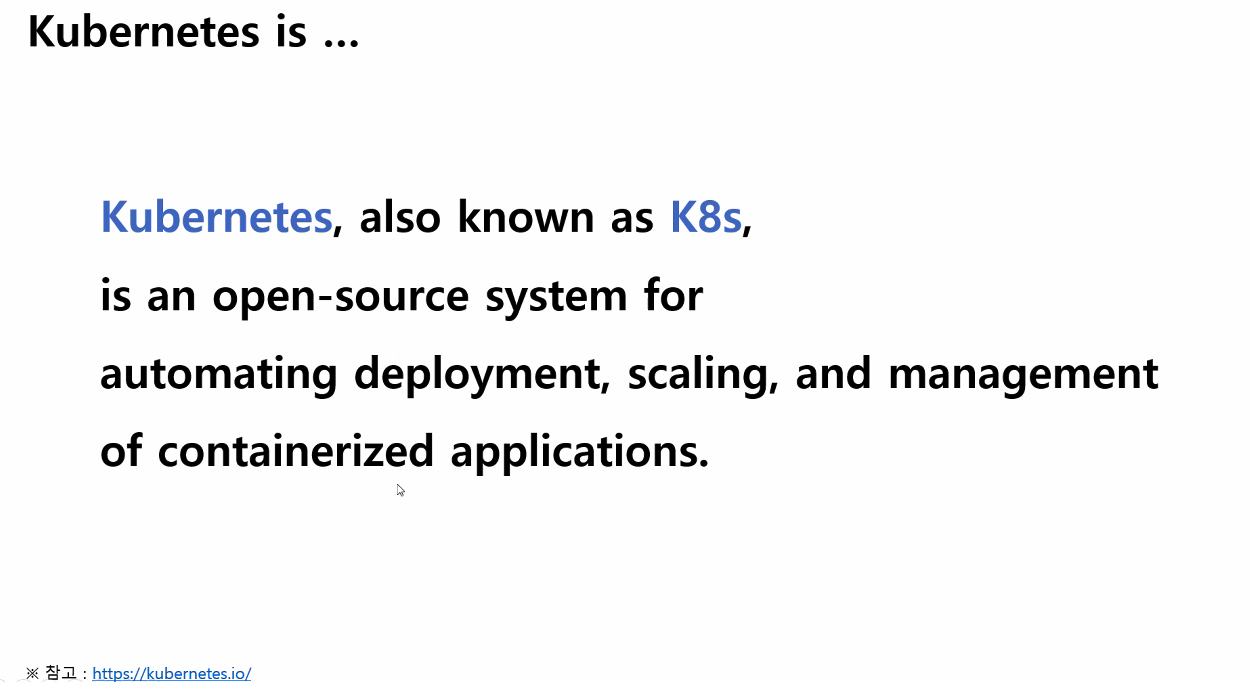 Kubernetes is ...
Kubernetes, also known as K8s,
is an open-source system for
automating deployment, scaling, and management
of containerized applications.
※ 참고 : https://kubernetes.io/